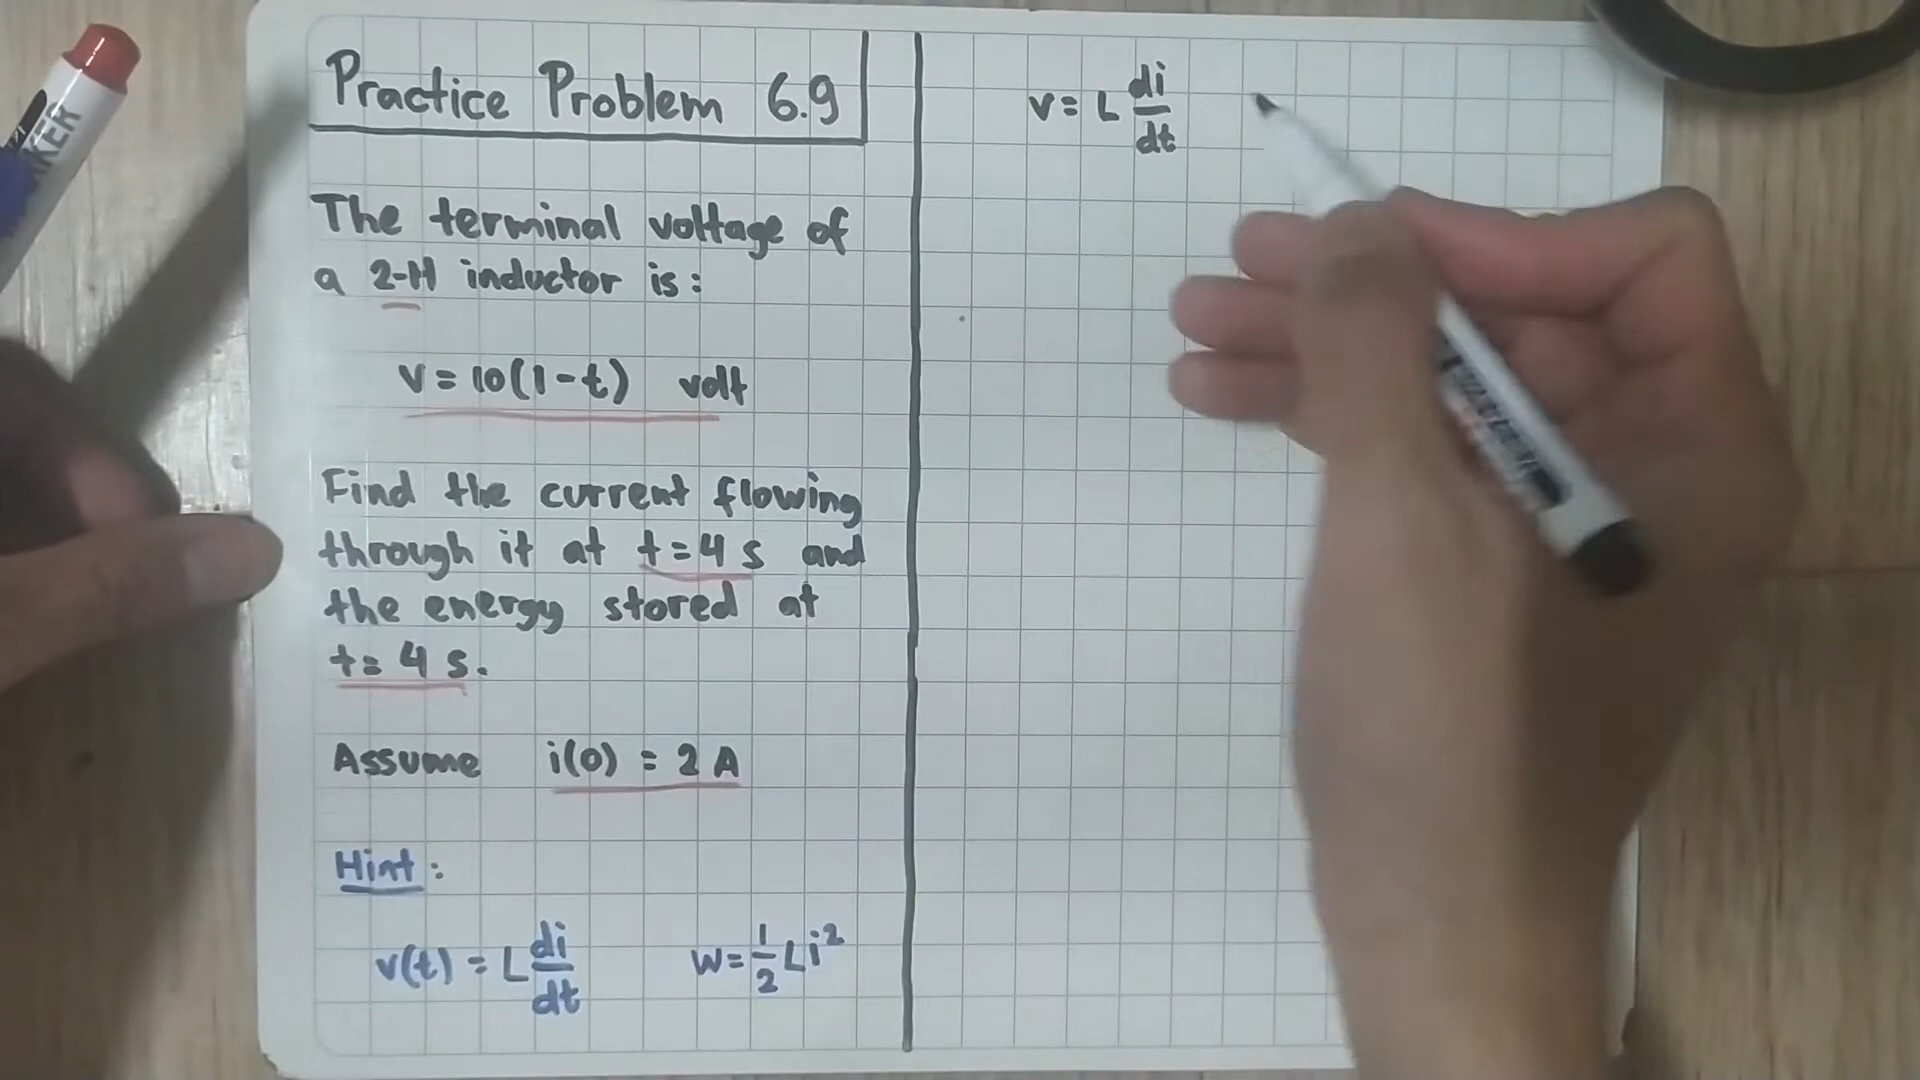 Practice Problem 6.9
The terminal voltage of
a 2-H inductor is:
v = 10(1-t) volt
Find the current flowing
through it at t=4 s and
the energy stored at
t= 4 s.
Assume i(0) = 2 A
Hint:
v(t) = L di/dt w = 1/2 Li²
v = L di/dt